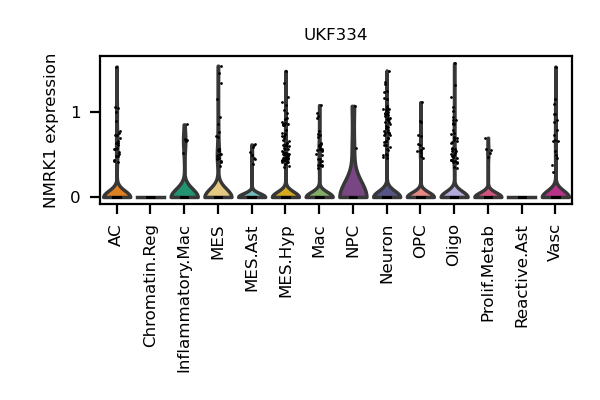 UKF334
NMRK1 expression
1
0
AC
Chromatin.Reg
Inflammatory.Mac
MES
MES.Ast
MES.Hyp
Mac
NPC
Neuron
OPC
Oligo
Prolif.Metab
Reactive.Ast
Vasc